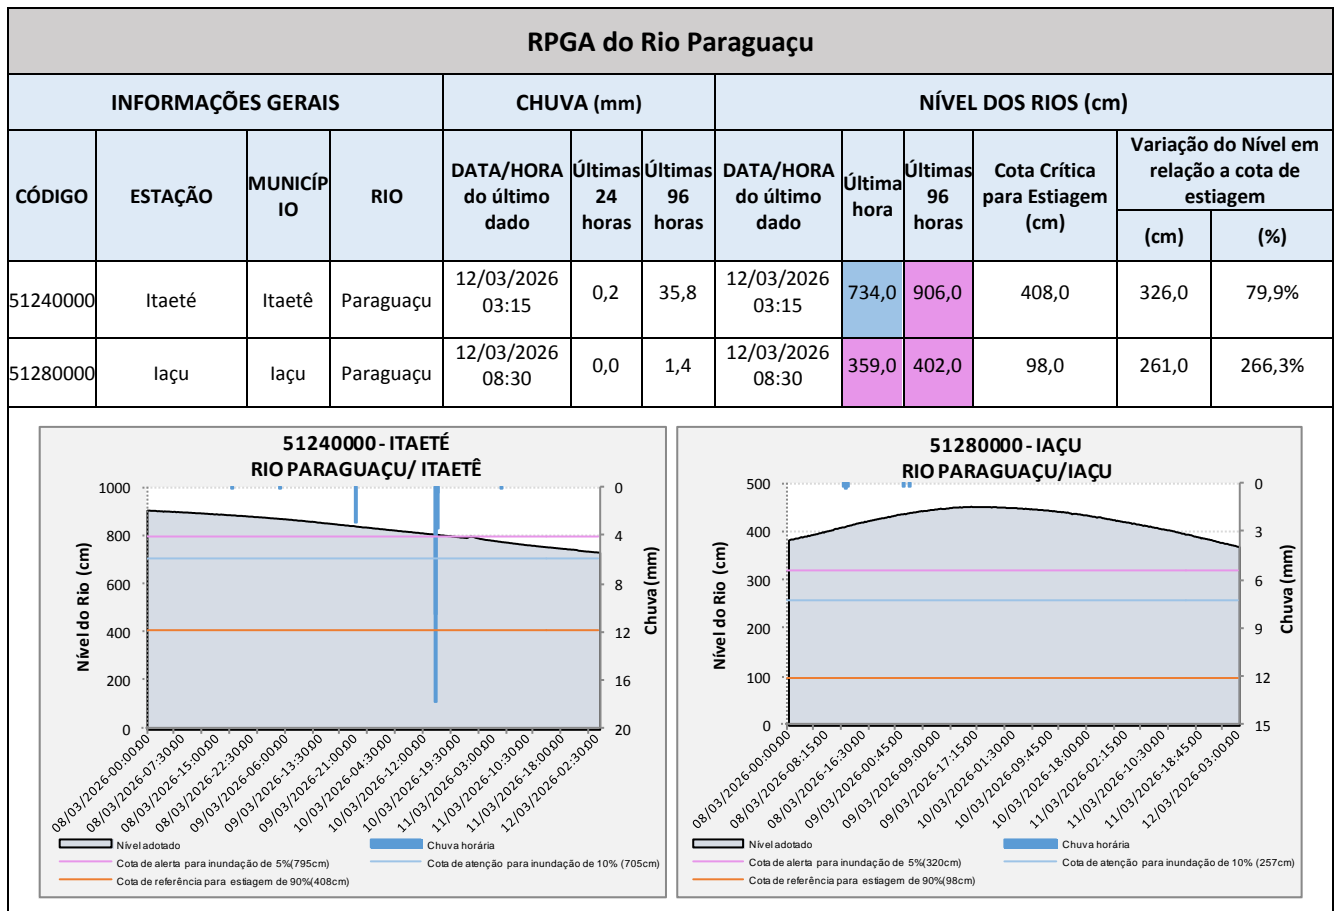 RPGA do Rio Paraguaçu
INFORMAÇÕES GERAIS
CHUVA (mm)
NÍVEL DOS RIOS (cm)
CÓDIGO
ESTAÇÃO
MUNICÍP
IO
RIO
DATA/HORA
do último
dado
Últimas
24
horas
Últimas
96
horas
DATA/HORA
do último
dado
Última
hora
Últimas
96
horas
Cota Crítica
para Estiagem
(cm)
Variação do Nível em
relação a cota de
estiagem
(cm)
(%)
51240000
Itaeté
Itaetê
Paraguaçu
12/03/2026
03:15
0,2
35,8
12/03/2026
03:15
734,0
906,0
408,0
326,0
79,9%
51280000
Iaçu
Iaçu
Paraguaçu
12/03/2026
08:30
0,0
1,4
12/03/2026
08:30
359,0
402,0
98,0
261,0
266,3%
51240000 - ITAETÉ
RIO PARAGUAÇU/ ITAETÊ
Nível do Rio (cm)
1000
800
600
400
200
0
0
4
8
12
16
20
Chuva (mm)
08/03/2026-00:00:00
08/03/2026-07:30:00
08/03/2026-15:00:00
08/03/2026-22:30:00
09/03/2026-06:00:00
09/03/2026-13:30:00
09/03/2026-21:00:00
10/03/2026-04:30:00
10/03/2026-12:00:00
10/03/2026-19:30:00
11/03/2026-03:00:00
11/03/2026-10:30:00
11/03/2026-18:00:00
12/03/2026-02:30:00
Nível adotado
Chuva horária
Cota de alerta para inundação de 5%(795cm)
Cota de atenção para inundação de 10% (705cm)
Cota de referência para estiagem de 90%(408cm)
51280000 - IAÇU
RIO PARAGUAÇU/IAÇU
Nível do Rio (cm)
500
400
300
200
100
0
0
3
6
9
12
15
Chuva (mm)
08/03/2026-00:00:00
08/03/2026-08:15:00
08/03/2026-16:30:00
09/03/2026-00:45:00
09/03/2026-09:00:00
09/03/2026-17:15:00
10/03/2026-01:30:00
10/03/2026-09:45:00
10/03/2026-18:00:00
11/03/2026-02:15:00
11/03/2026-10:30:00
11/03/2026-18:45:00
12/03/2026-03:00:00
Nível adotado
Chuva horária
Cota de alerta para inundação de 5%(320cm)
Cota de atenção para inundação de 10% (257cm)
Cota de referência para estiagem de 90%(98cm)